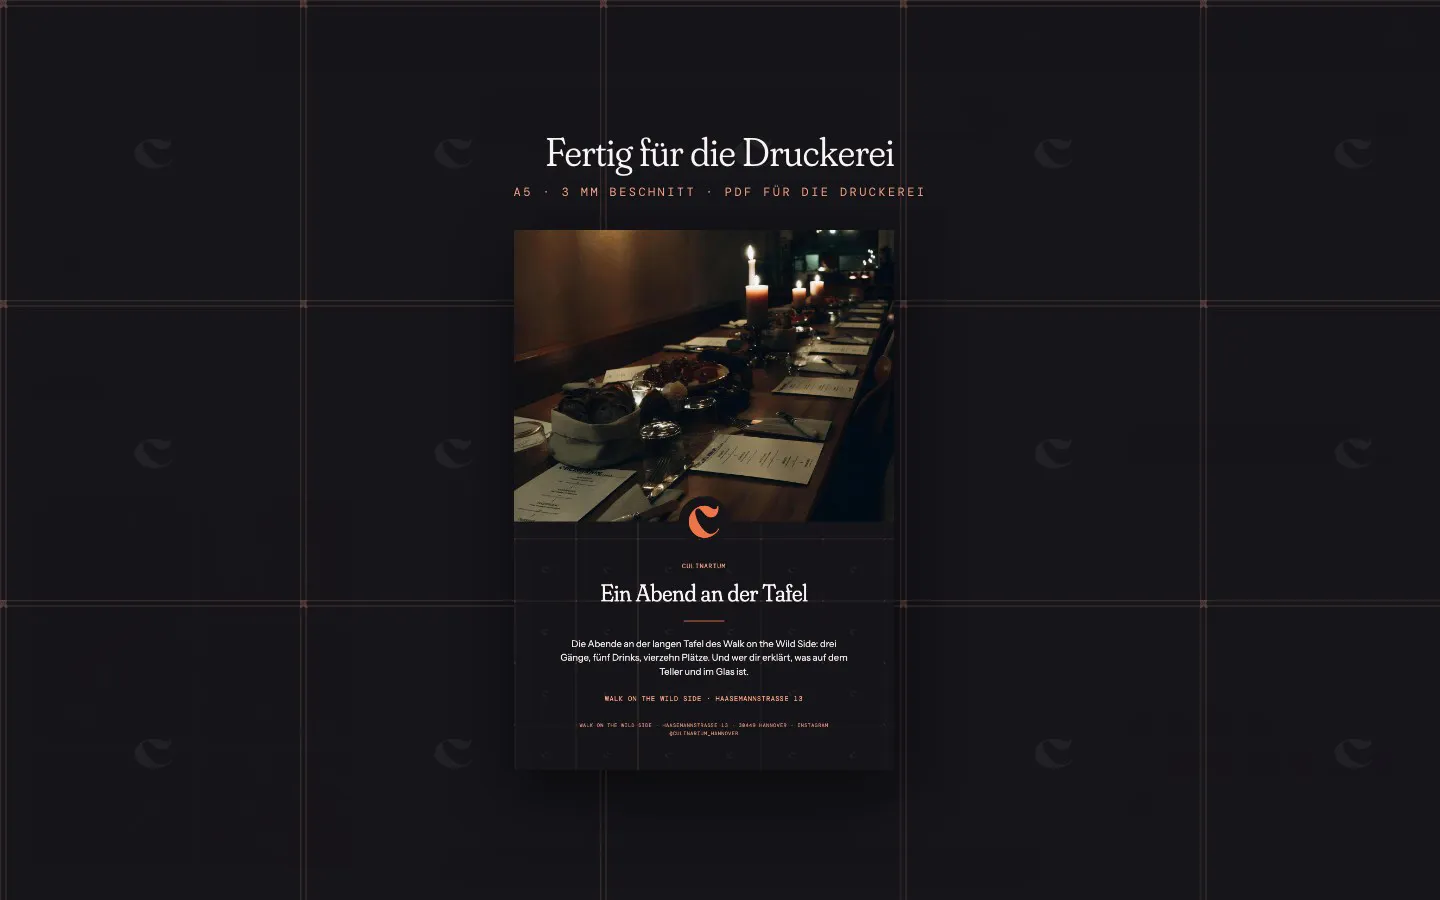 Fertig für die Druckerei
A5 · 3 MM BESCHNITT · PDF FÜR DIE DRUCKEREI
CULINARIUM
Ein Abend an der Tafel
Die Abende an der langen Tafel des Walk on the Wild Side: drei
Gänge, fünf Drinks, vierzehn Plätze. Und wer dir erklärt, was auf dem
Teller und im Glas ist.
WALK ON THE WILD SIDE · HAASEMANNSTRASSE 13
WALK ON THE WILD SIDE · HAASEMANNSTRASSE 13 · 30449 HANNOVER · INSTAGRAM
@CULINARIUM_HANNOVER